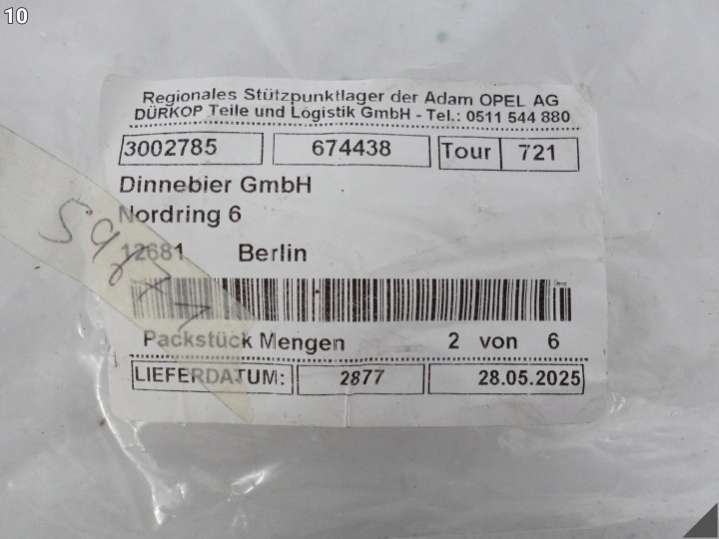 10
Regionales Stützpunktlager der Adam OPEL AG
DÜRKOP Teile und Logistik GmbH - Tel.: 0511 544 880
3002785 674438 Tour 721
Dinnebier GmbH
Nordring 6
12681 Berlin
Packstück Mengen 2 von 6
LIEFERDATUM: 2877 28.05.2025